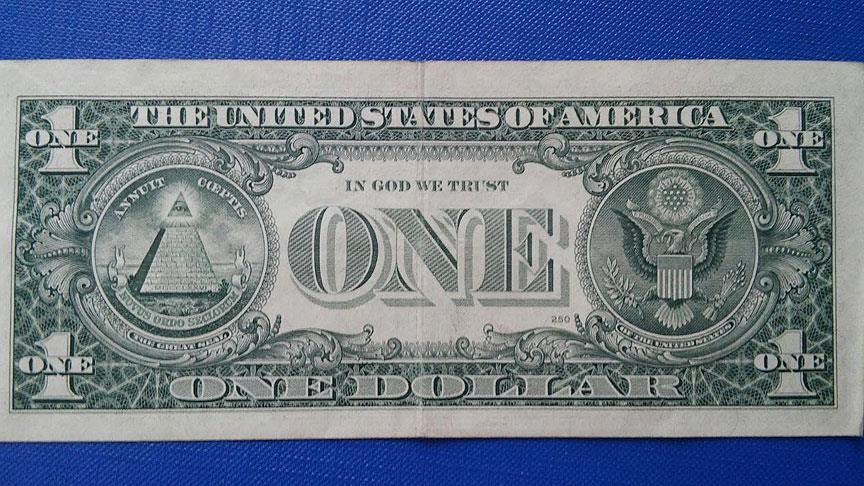 THE UNITED STATES OF AMERICA
1
ONE
1
ONE
ANNUIT CŒPTIS
IN GOD WE TRUST
ONE
NOVUS ORDO SECLORUM
250
THE GREAT SEAL
OF THE UNITED STATES
1
ONE
1
ONE
ONE DOLLAR